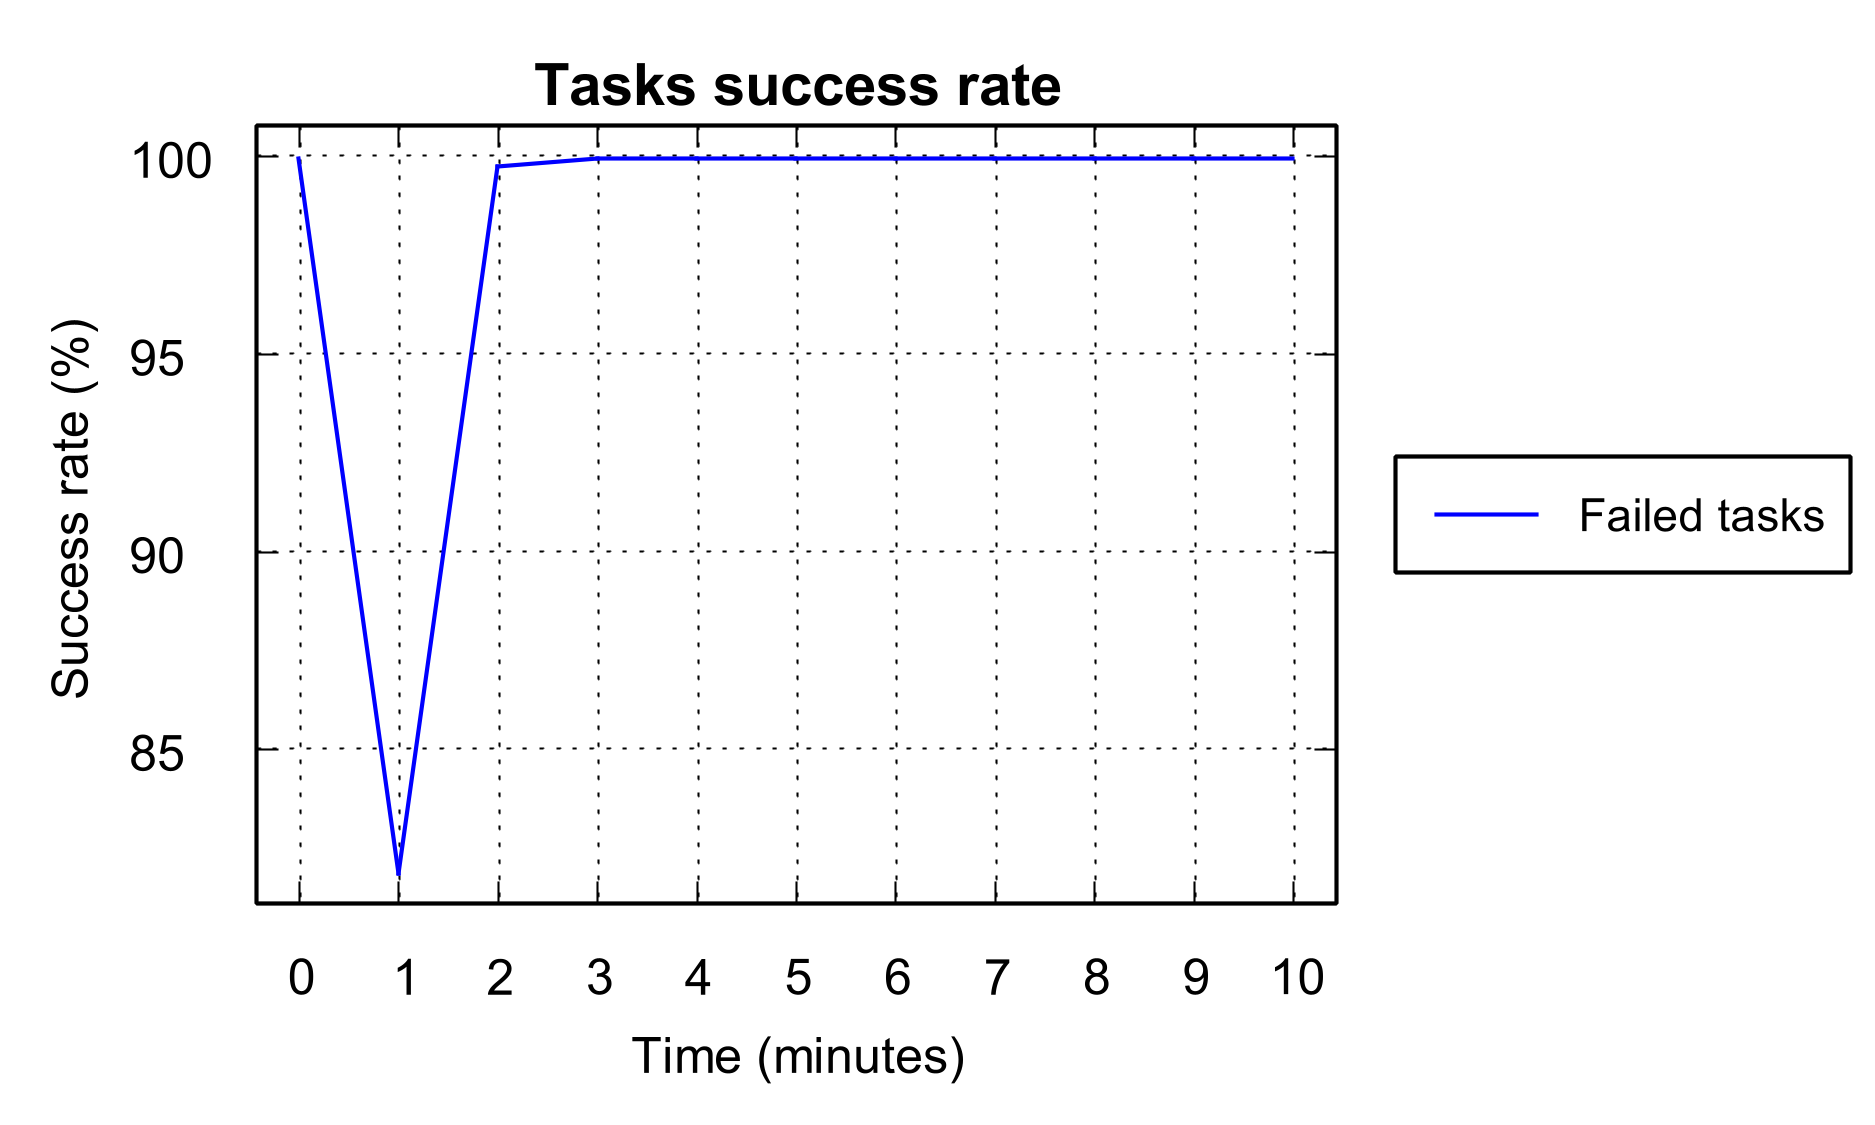 Tasks success rate
100
95
90
85
Success rate (%)
Failed tasks
0 1 2 3 4 5 6 7 8 9 10
Time (minutes)